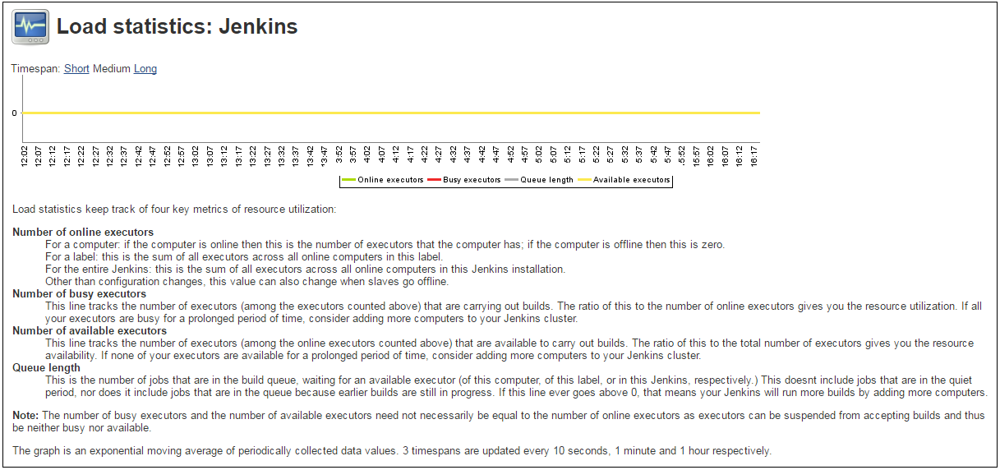 Load statistics: Jenkins
Timespan: Short Medium Long
0
12:02 12:07 12:12 12:17 12:22 12:27 12:32 12:37 12:42 12:47 12:52 12:57 13:02 13:07 13:12 13:17 13:22 13:27 13:32 13:37 13:42 13:47 3:52 3:57 4:02 4:07 4:12 4:17 4:22 4:27 4:32 4:37 4:42 4:47 4:52 4:57 5:02 5:07 5:12 5:17 5:22 5:27 5:32 5:37 5:42 5:47 .5:52 15:57 16:02 16:07 16:12 16:17
Online executors Busy executors Queue length Available executors
Load statistics keep track of four key metrics of resource utilization:
Number of online executors
For a computer: if the computer is online then this is the number of executors that the computer has; if the computer is offline then this is zero.
For a label: this is the sum of all executors across all online computers in this label.
For the entire Jenkins: this is the sum of all executors across all online computers in this Jenkins installation.
Other than configuration changes, this value can also change when slaves go offline.
Number of busy executors
This line tracks the number of executors (among the executors counted above) that are carrying out builds. The ratio of this to the number of online executors gives you the resource utilization. If all
your executors are busy for a prolonged period of time, consider adding more computers to your Jenkins cluster.
Number of available executors
This line tracks the number of executors (among the online executors counted above) that are available to carry out builds. The ratio of this to the total number of executors gives you the resource
availability. If none of your executors are available for a prolonged period of time, consider adding more computers to your Jenkins cluster.
Queue length
This is the number of jobs that are in the build queue, waiting for an available executor (of this computer, of this label, or in this Jenkins, respectively.) This doesnt include jobs that are in the quiet
period, nor does it include jobs that are in the queue because earlier builds are still in progress. If this line ever goes above 0, that means your Jenkins will run more builds by adding more computers.
Note: The number of busy executors and the number of available executors need not necessarily be equal to the number of online executors as executors can be suspended from accepting builds and thus
be neither busy nor available.
The graph is an exponential moving average of periodically collected data values. 3 timespans are updated every 10 seconds, 1 minute and 1 hour respectively.